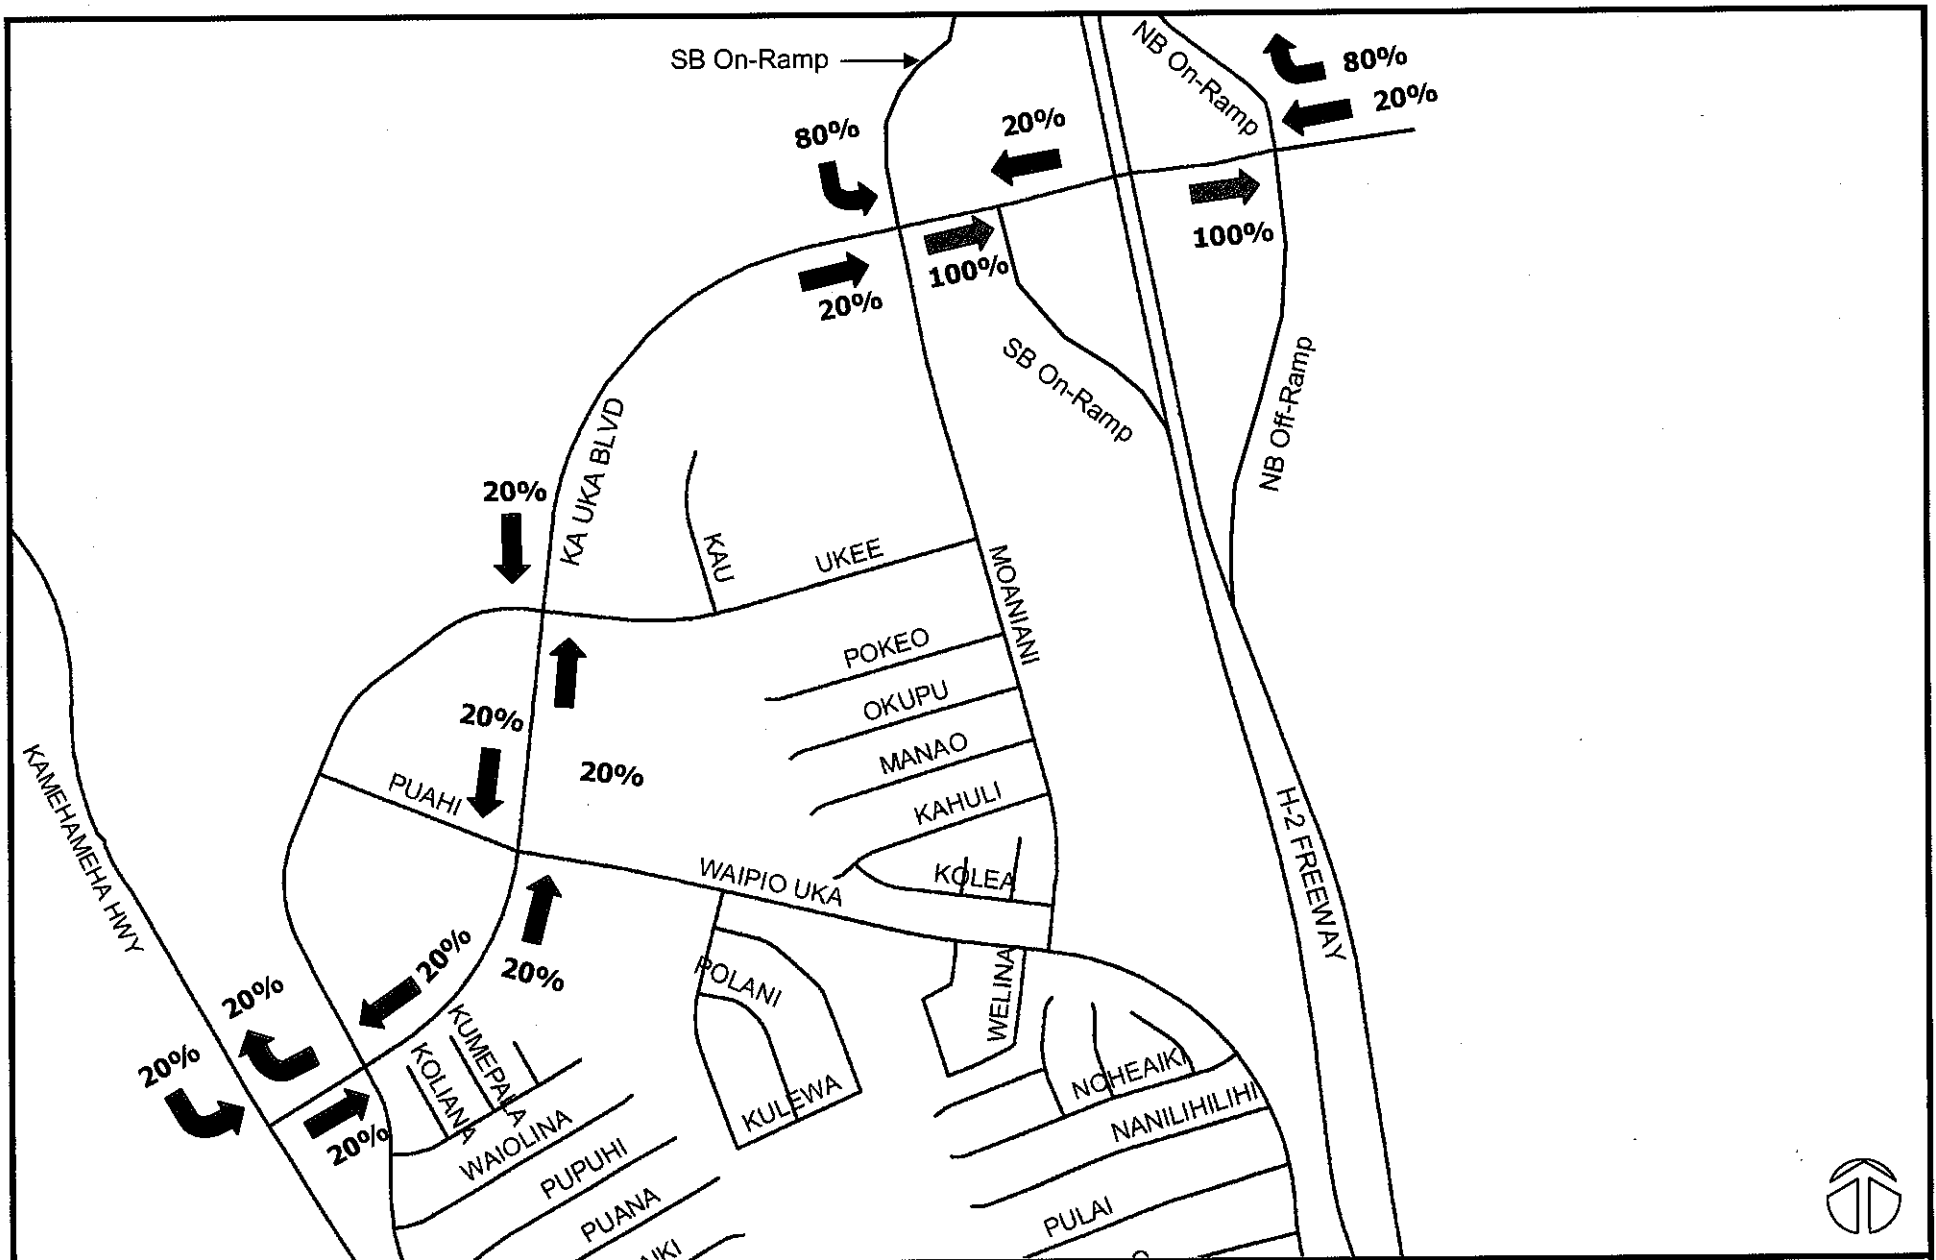 SB On-Ramp
NB On-Ramp
80%
20%
80%
20%
100%
100%
20%
SB On-Ramp
NB Off-Ramp
KA UKA BLVD
20%
KAU
UKEE
MOANIANI
POKEO
OKUPU
MANAO
KAHULI
KOLEA
20%
20%
PUAHI
WAIPIO UKA
KAMEHAMEHA HWY
H-2 FREEWAY
20%
20%
20%
20%
20%
POLANI
WELINA
KUMEPALA
KOLIANA
KULEWA
NOHEAIKI
NANILIHILIHI
WAIOLINA
PUPUHI
PUANA
PULAI
AIKI